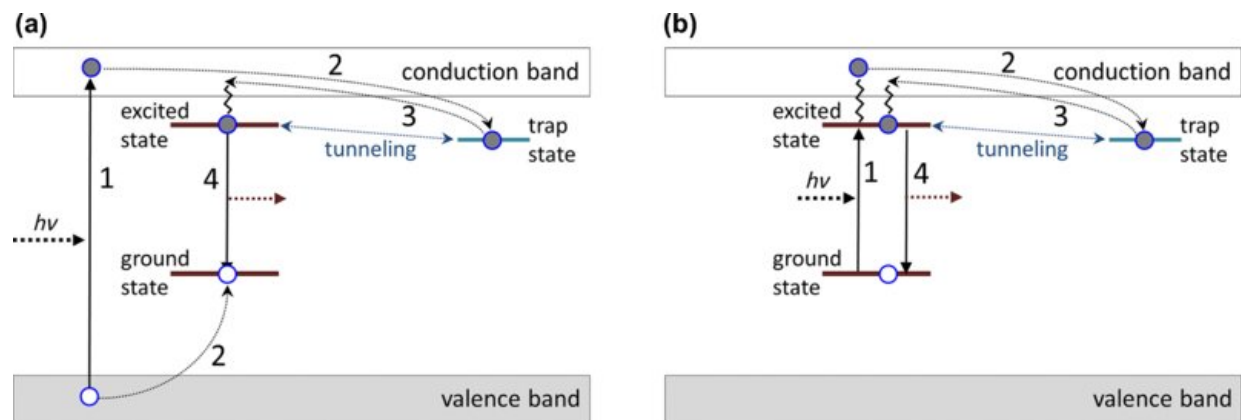 (a)
2
conduction band
excited
state
3
trap
state
tunneling
1
4
hν
ground
state
2
valence band
(b)
2
conduction band
excited
state
3
trap
state
tunneling
1
4
hν
ground
state
valence band